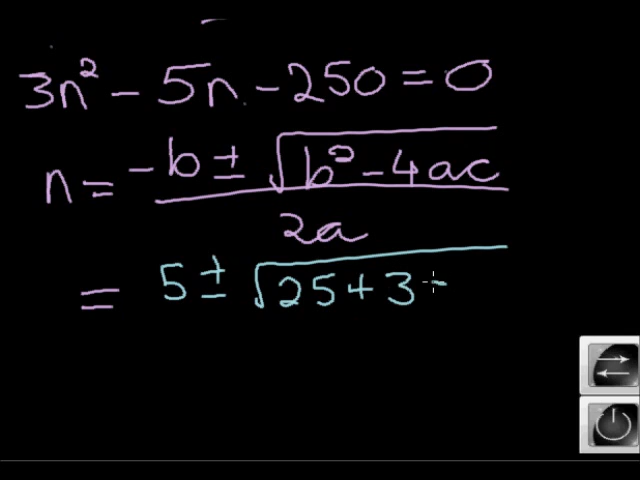 3n² - 5n - 250 = 0
n = -b ± √b² - 4ac
2a
= 5 ± √25 + 3